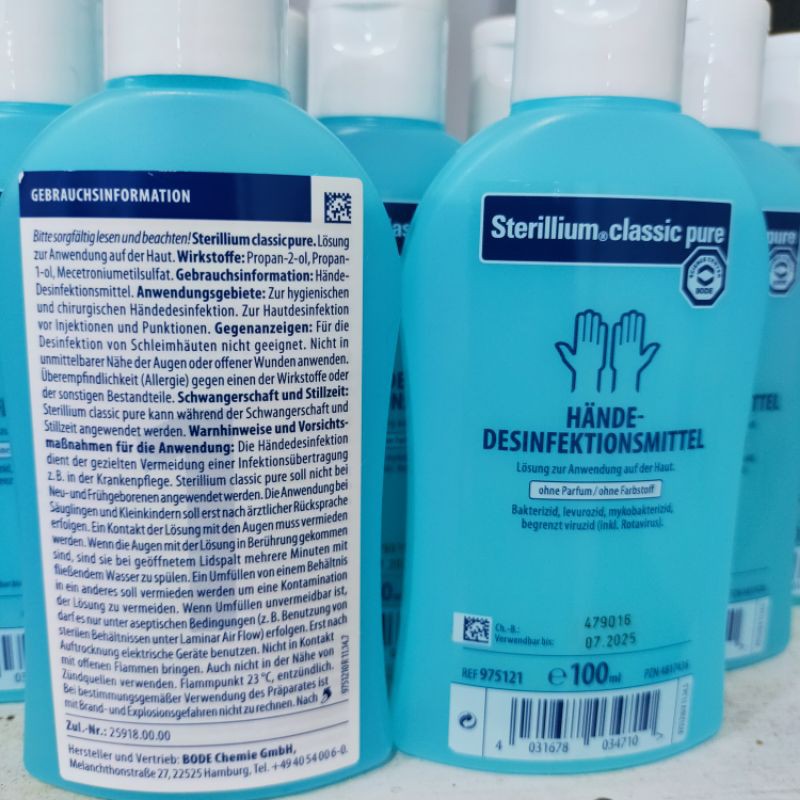 GEBRAUCHSINFORMATION
Bitte sorgfältig lesen und beachten! Sterillium classic pure. Lösung
zur Anwendung auf der Haut. Wirkstoffe: Propan-2-ol, Propan-
1-ol, Mecetroniumetilsulfat. Gebrauchsinformation: Hände-
Desinfektionsmittel. Anwendungsgebiete: Zur hygienischen
und chirurgischen Händedesinfektion. Zur Hautdesinfektion
vor Injektionen und Punktionen. Gegenanzeigen: Für die
Desinfektion von Schleimhäuten nicht geeignet. Nicht in
unmittelbarer Nähe der Augen oder offener Wunden anwenden.
Überempfindlichkeit (Allergie) gegen einen der Wirkstoffe oder
der sonstigen Bestandteile. Schwangerschaft und Stillzeit:
Sterillium classic pure kann während der Schwangerschaft und
Stillzeit angewendet werden. Warnhinweise und Vorsichts-
maßnahmen für die Anwendung: Die Händedesinfektion
dient der gezielten Vermeidung einer Infektionsübertragung
z. B. in der Krankenpflege. Sterillium classic pure soll nicht bei
Neu- und Frühgeborenen angewendet werden. Die Anwendung bei
Säuglingen und Kleinkindern soll erst nach ärztlicher Rücksprache
erfolgen. Ein Kontakt der Lösung mit den Augen muss vermieden
werden. Wenn die Augen mit der Lösung in Berührung gekommen
sind, sind sie bei geöffnetem Lidspalt mehrere Minuten mit
fließendem Wasser zu spülen. Ein Umfüllen von einem Behältnis
in ein anderes soll vermieden werden um eine Kontamination
der Lösung zu vermeiden. Wenn Umfüllen unvermeidbar ist,
darf es nur unter aseptischen Bedingungen (z. B. Benutzung von
sterilen Behältnissen unter Laminar Air Flow) erfolgen. Erst nach
Auftrocknung elektrische Geräte benutzen. Nicht in Kontakt
mit offenen Flammen bringen. Auch nicht in der Nähe von
Zündquellen verwenden. Flammpunkt 23 °C, entzündlich.
Bei bestimmungsgemäßer Verwendung des Präparates ist
mit Brand- und Explosionsgefahren nicht zu rechnen. Nach
Zul.-Nr.: 25918.00.00
Hersteller und Vertrieb: BODE Chemie GmbH,
Melanchthonstraße 27, 22525 Hamburg, Tel. +49 40 54 00 6-0.
Sterillium® classic pure
SCIENCE CENTER
BODE
HÄNDE-
DESINFEKTIONSMITTEL
Lösung zur Anwendung auf der Haut.
ohne Parfum / ohne Farbstoff
Bakterizid, levurozid, mykobakterizid,
begrenzt viruzid (inkl. Rotavirus).
Ch.-B.: 479016
Verwendbar bis: 07.2025
REF 975121 ℮ 100 ml PZN
4 031678 034710 >
pure